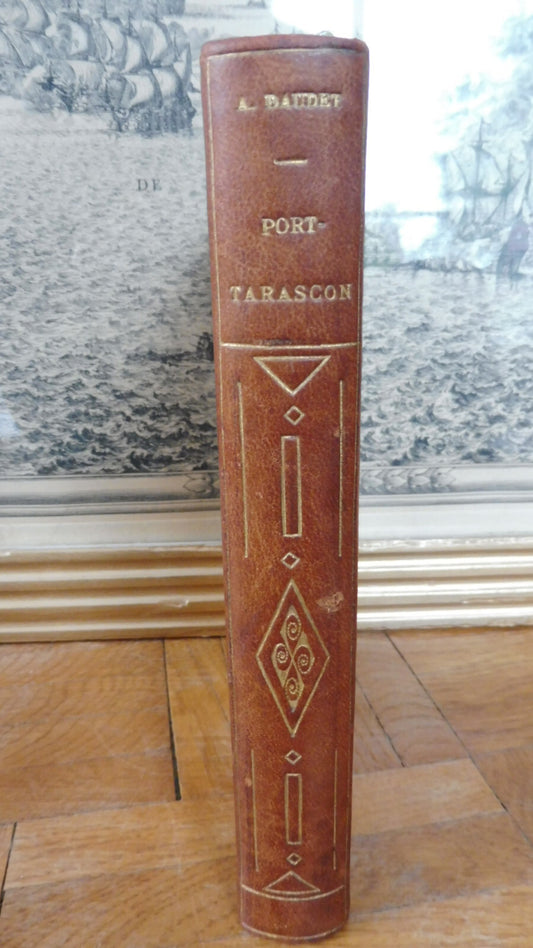 A. DAUDET
DE
PORT-
TARASCON